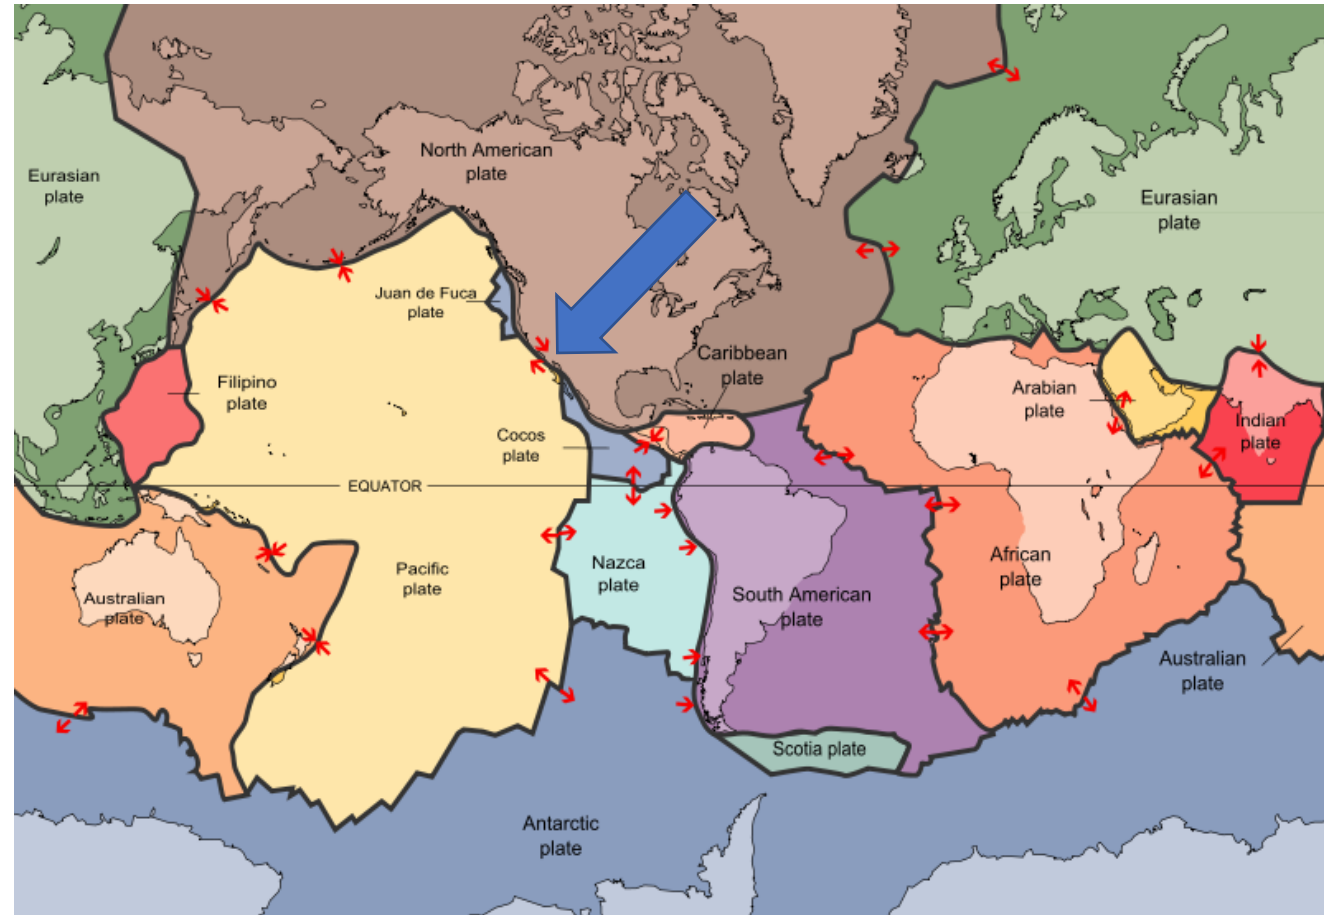 North American
plate
Eurasian
plate
Eurasian
plate
Juan de Fuca
plate
Caribbean
plate
Filipino
plate
Arabian
plate
Indian
plate
Cocos
plate
EQUATOR
Pacific
plate
Nazca
plate
African
plate
South American
plate
Australian
plate
Australian
plate
Scotia plate
Antarctic
plate